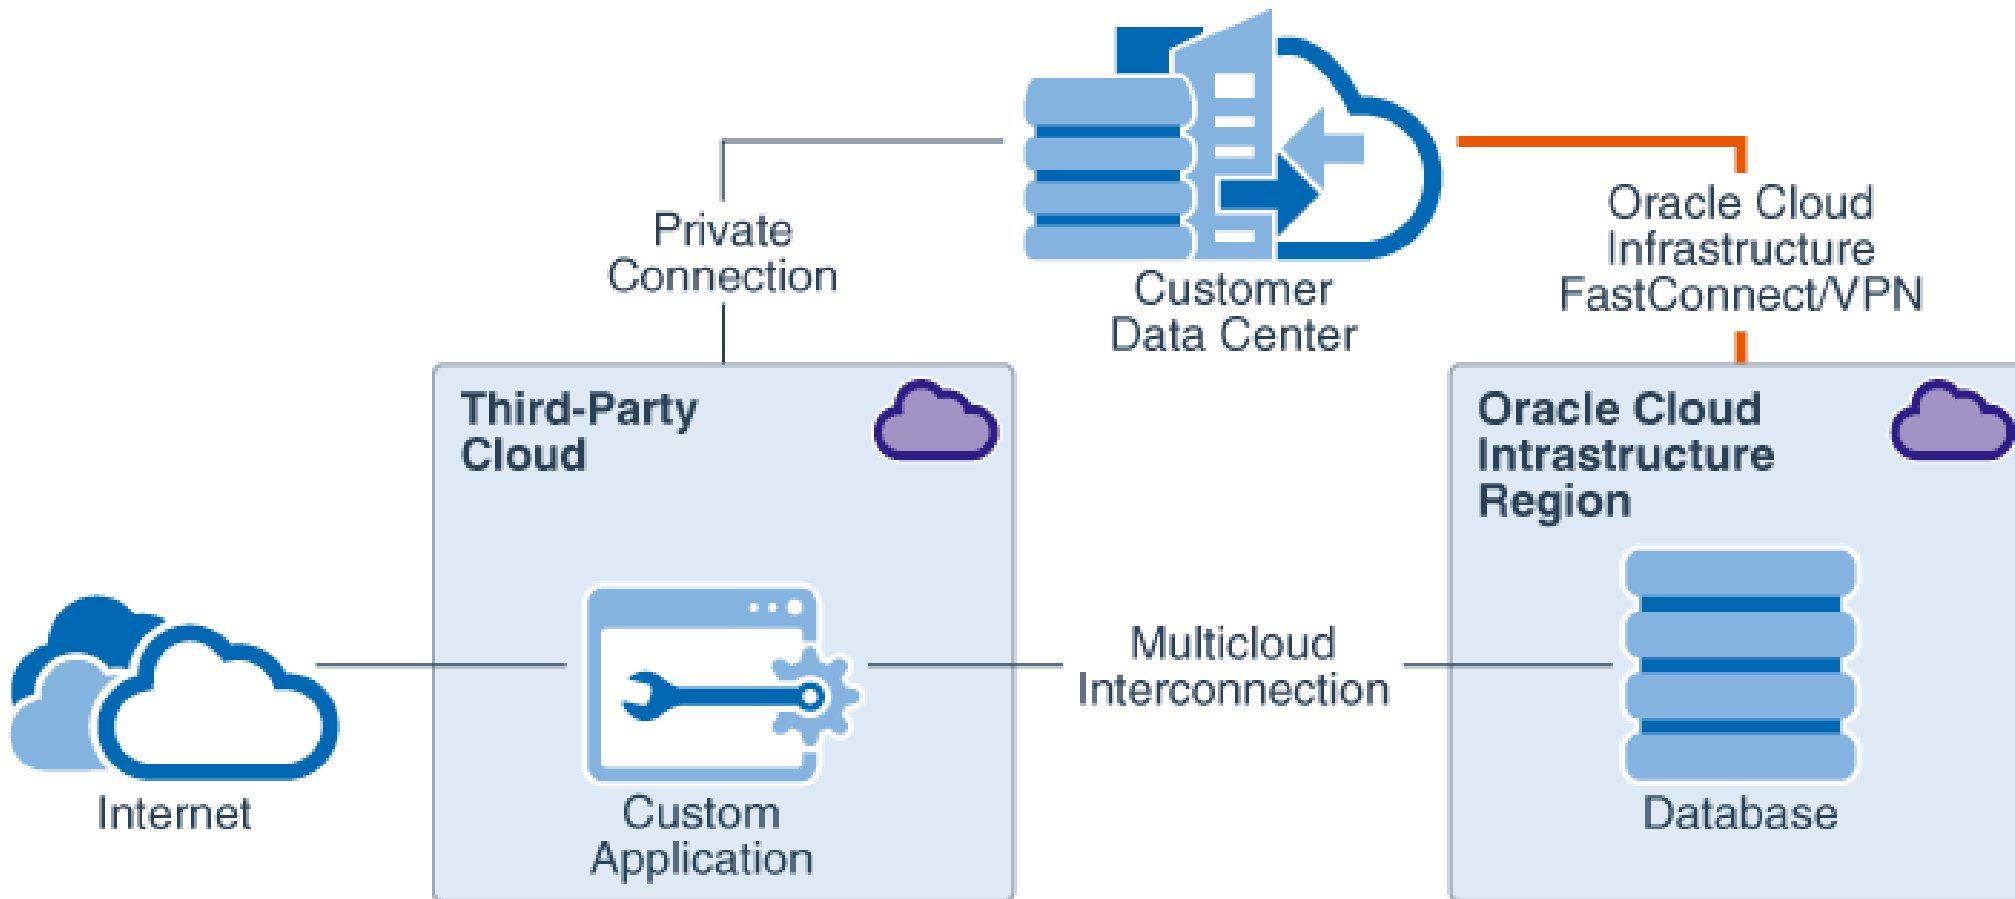 Private
Connection
Customer
Data Center
Oracle Cloud
Infrastructure
FastConnect/VPN
Third-Party
Cloud
Oracle Cloud
Intrastructure
Region
Multicloud
Interconnection
Internet
Custom
Application
Database